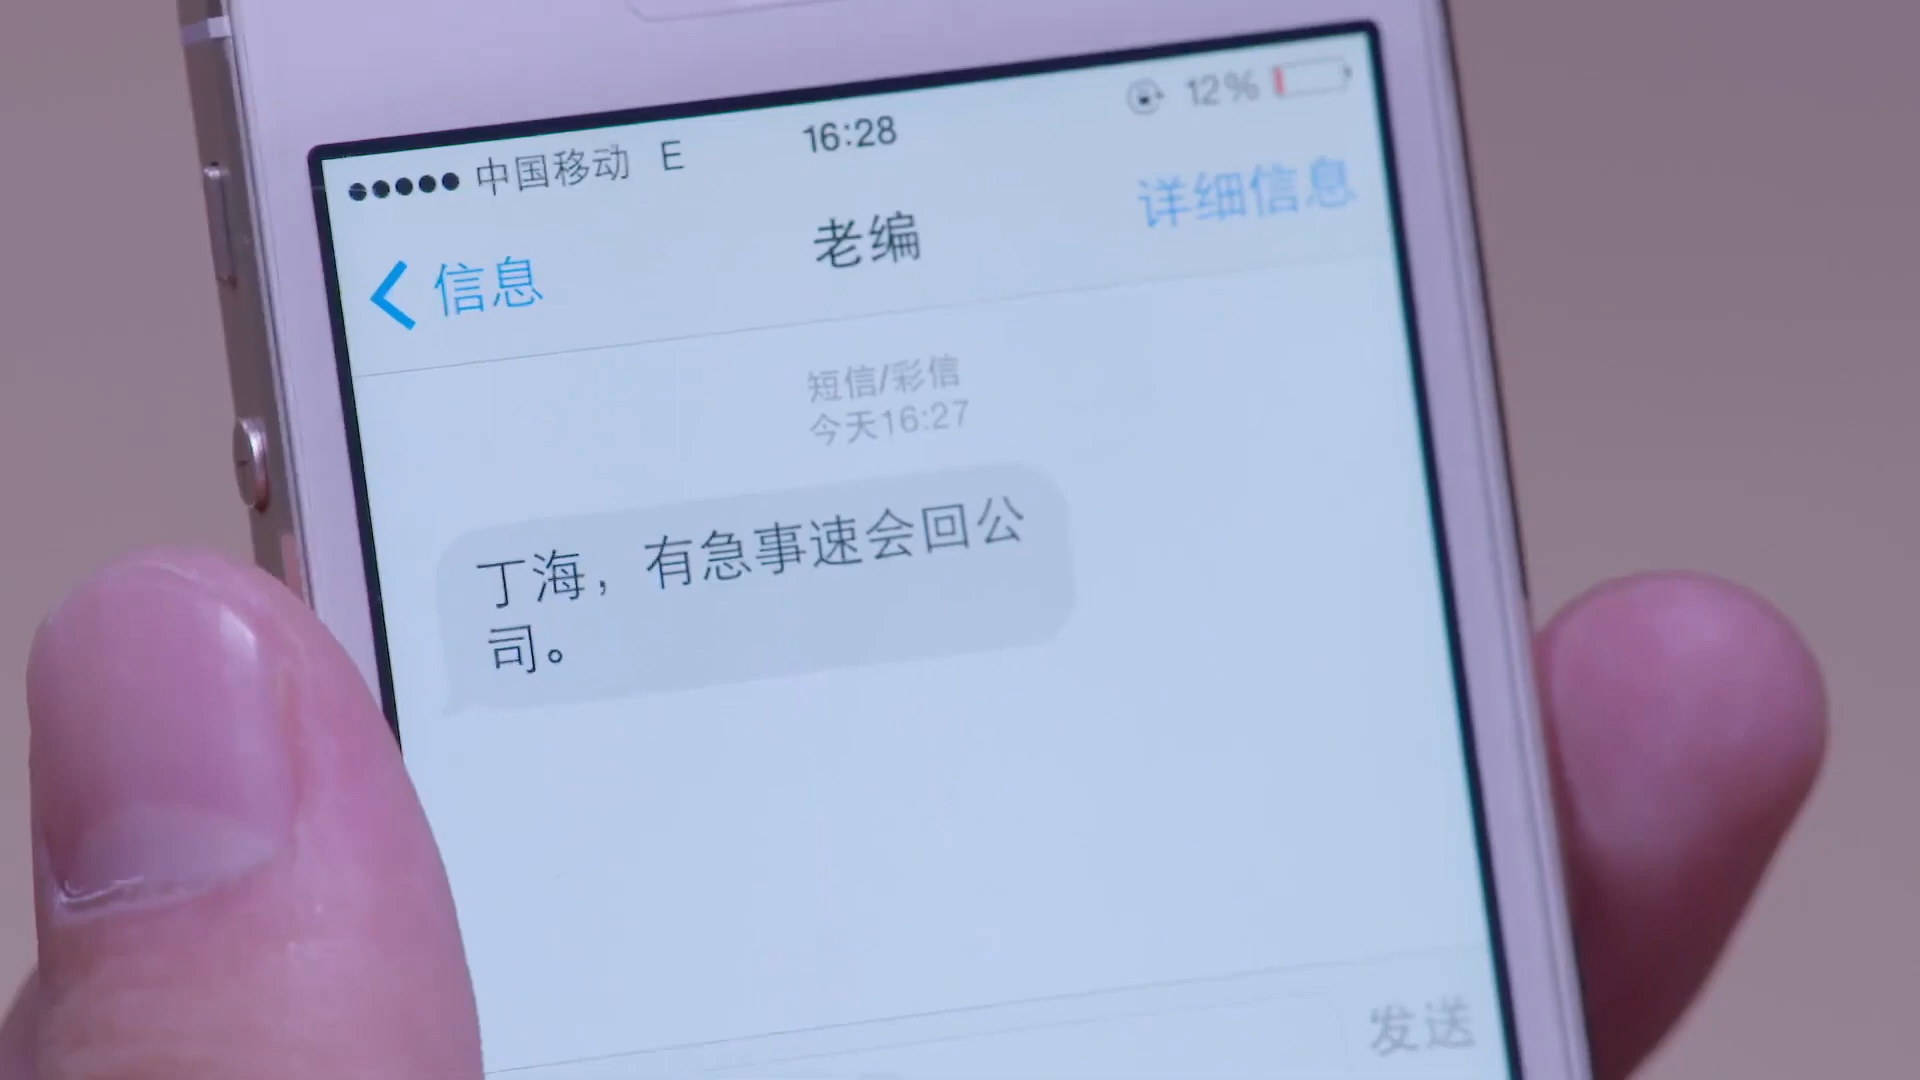 中国移动 E 16:28 12%
信息 老编 详细信息
短信/彩信
今天16:27
丁海，有急事速会回公
司。
发送